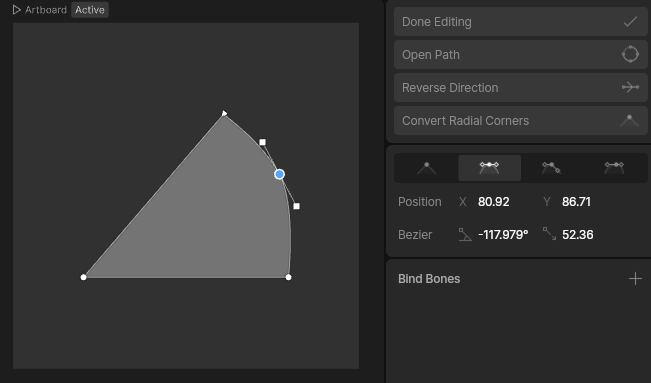 Artboard Active
Done Editing
Open Path
Reverse Direction
Convert Radial Corners
Position X 80.92 Y 86.71
Bezier -117.979° 52.36
Bind Bones